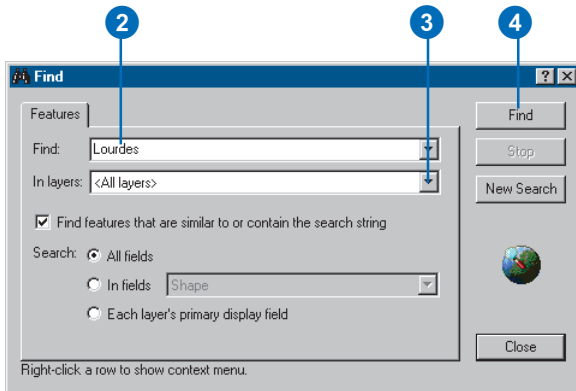 2 3 4
Find ? X
Features
Find: Lourdes
In layers: <All layers>
Find features that are similar to or contain the search string
Search: All fields
In fields Shape
Each layer's primary display field
Find
Stop
New Search
Close
Right-click a row to show context menu.